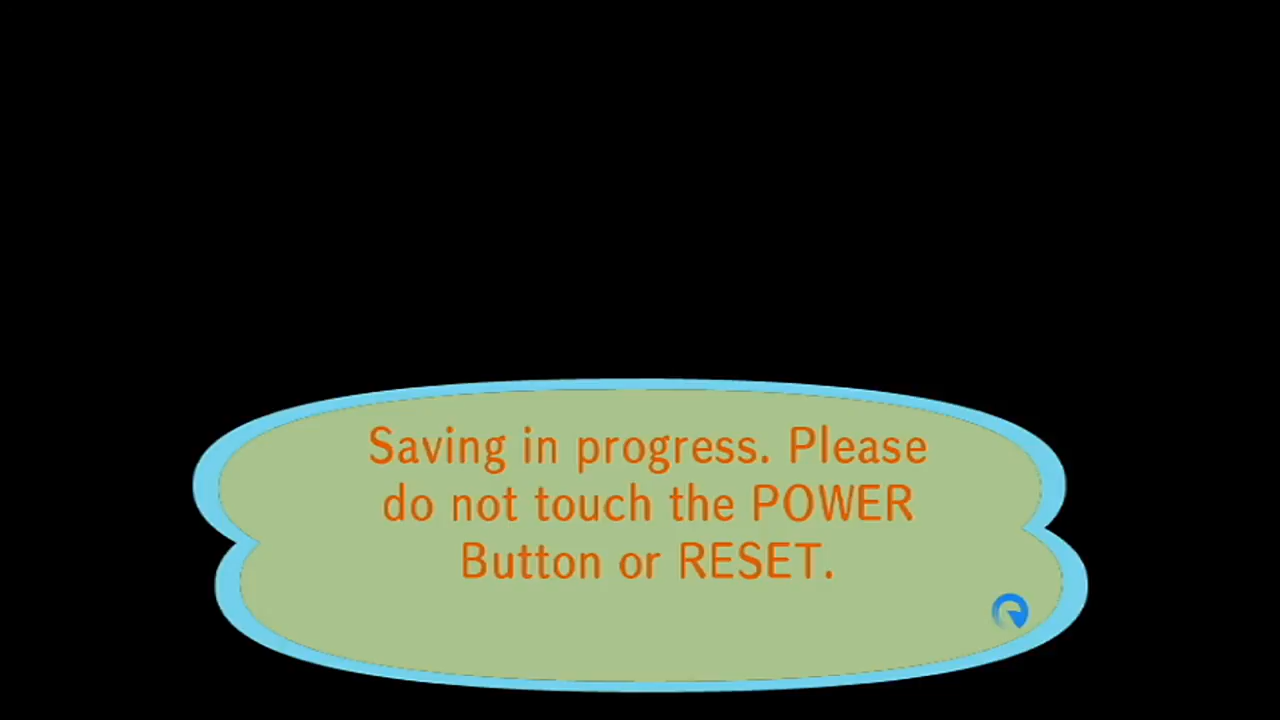 Saving in progress. Please
do not touch the POWER
Button or RESET.